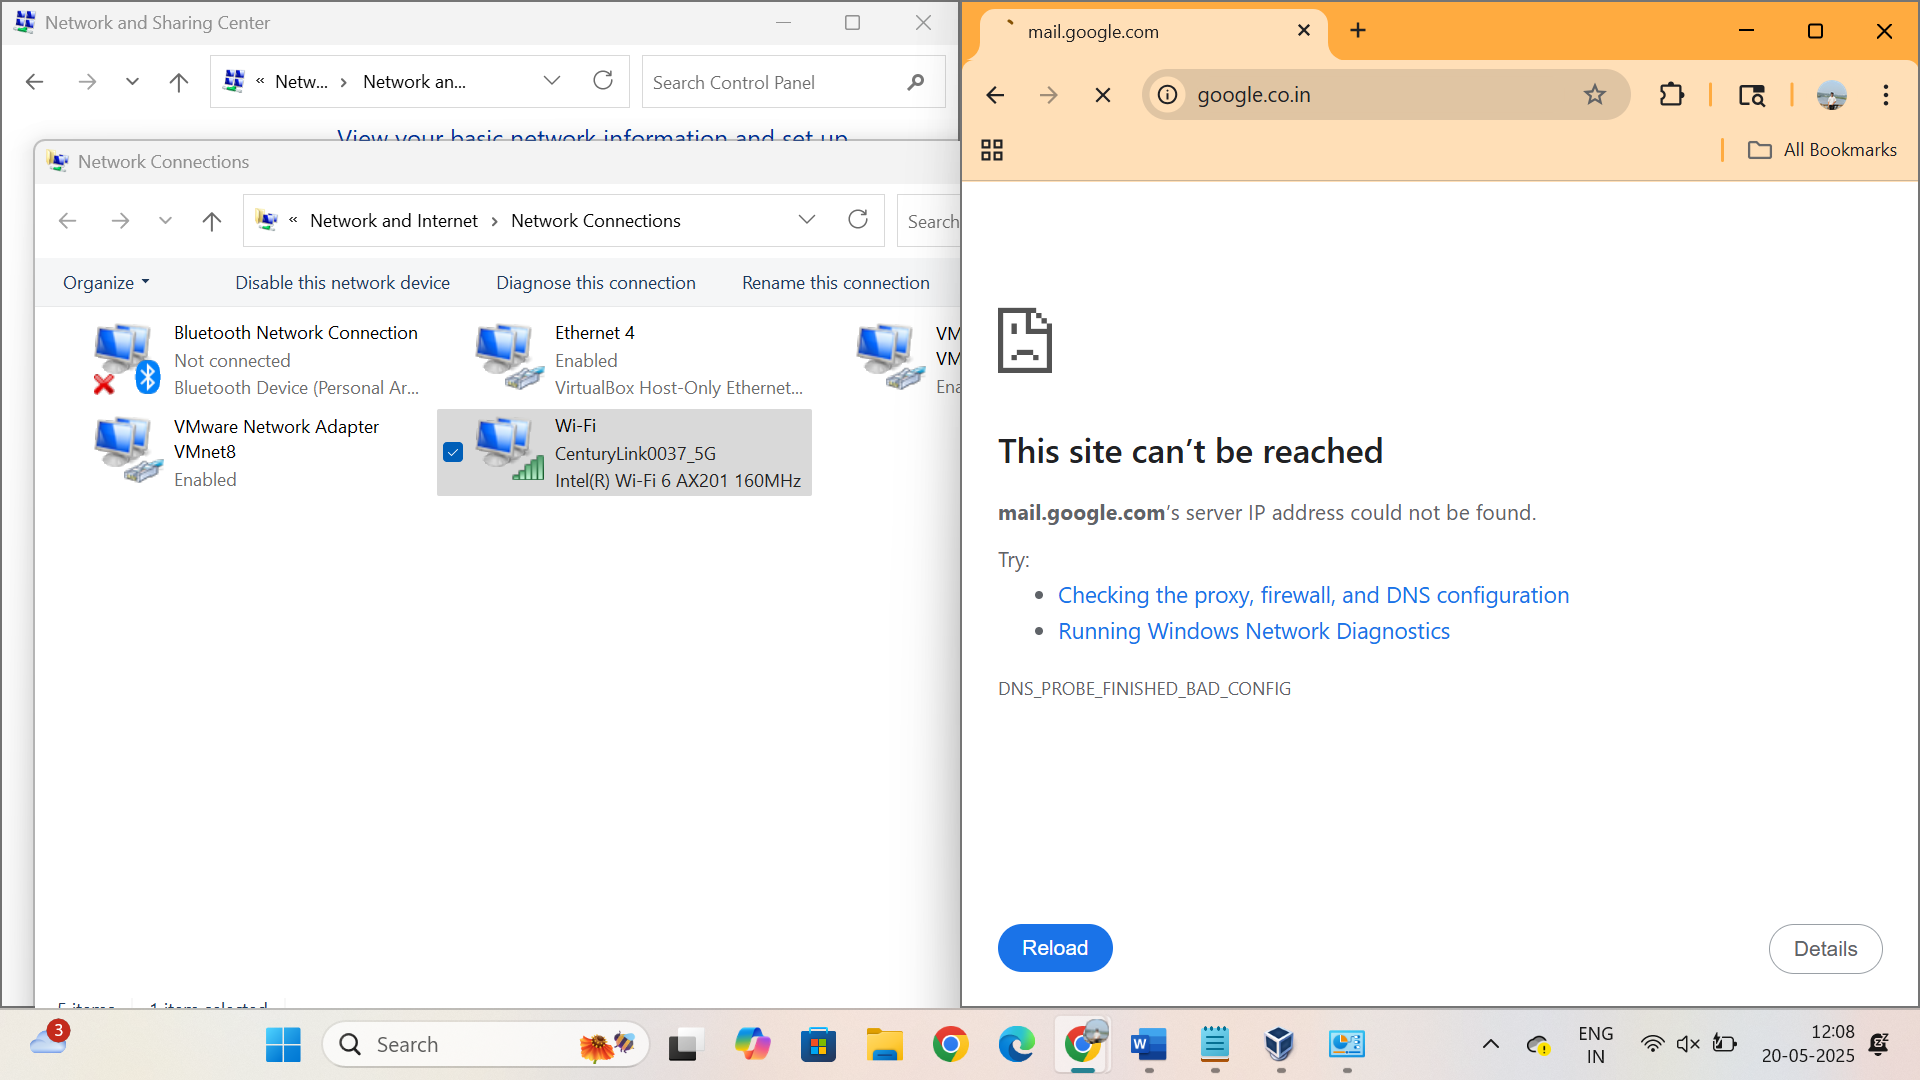 Network and Sharing Center
« Netw... › Network an...
Search Control Panel
View your basic network information and set up
Network Connections
« Network and Internet › Network Connections
Search
Organize
Disable this network device
Diagnose this connection
Rename this connection
Bluetooth Network Connection
Not connected
Bluetooth Device (Personal Ar...
Ethernet 4
Enabled
VirtualBox Host-Only Ethernet...
VM
VM
Ena
VMware Network Adapter
VMnet8
Enabled
Wi-Fi
CenturyLink0037_5G
Intel(R) Wi-Fi 6 AX201 160MHz
5 items
1 item selected
mail.google.com
google.co.in
All Bookmarks
This site can’t be reached
mail.google.com’s server IP address could not be found.
Try:
• Checking the proxy, firewall, and DNS configuration
• Running Windows Network Diagnostics
DNS_PROBE_FINISHED_BAD_CONFIG
Reload
Details
3
Search
ENG
IN
12:08
20-05-2025